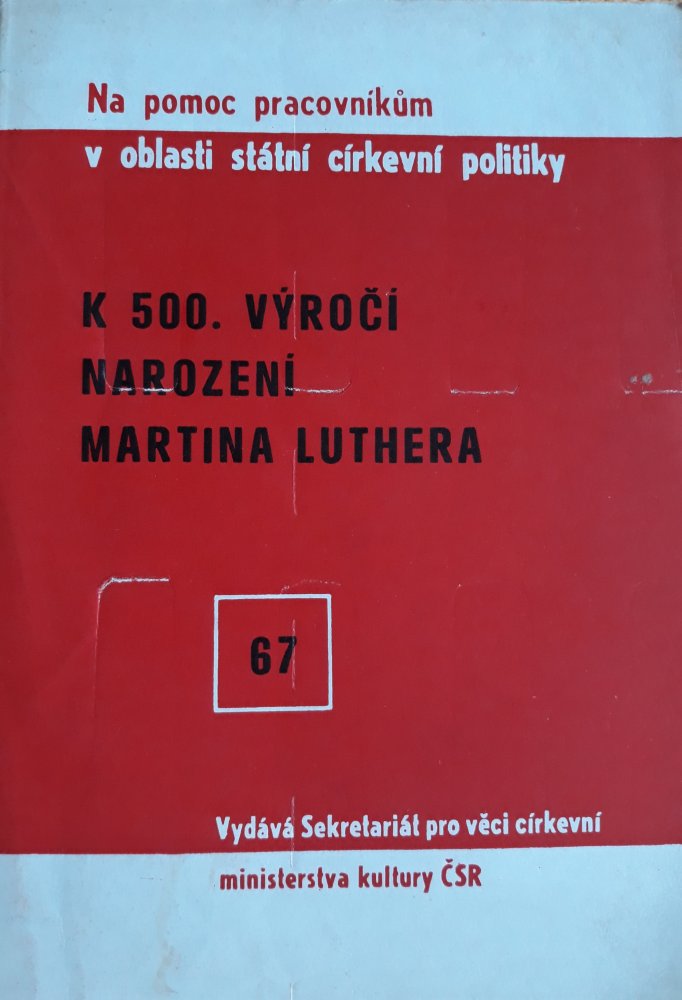 Na pomoc pracovníkům
v oblasti státní církevní politiky
K 500. VÝROČÍ
NAROZENÍ
MARTINA LUTHERA
67
Vydává Sekretariát pro věci církevní
ministerstva kultury ČSR